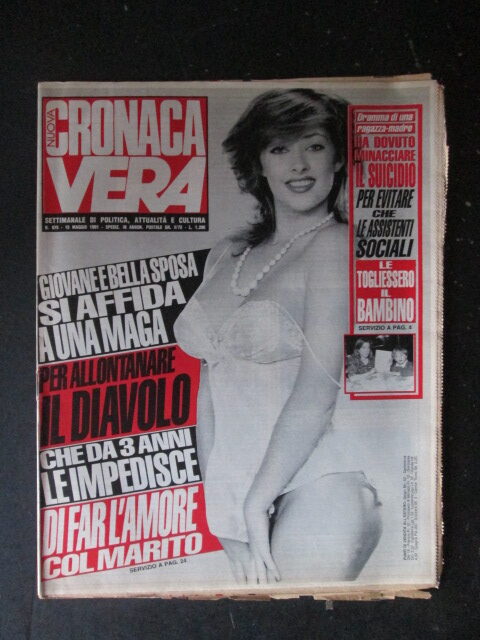 NUOVA
CRONACA
VERA
SETTIMANALE DI POLITICA, ATTUALITÀ E CULTURA
GIOVANE E BELLA SPOSA
SI AFFIDA
A UNA MAGA
PER ALLONTANARE
IL DIAVOLO
CHE DA 3 ANNI
LE IMPEDISCE
DI FAR L'AMORE
COL MARITO
SERVIZIO A PAG. 24
Dramma di una
ragazza-madre
HA DOVUTO
MINACCIARE
IL SUICIDIO
PER EVITARE
CHE
LE ASSISTENTI
SOCIALI
LE
TOGLIESSERO
IL
BAMBINO
SERVIZIO A PAG. 4